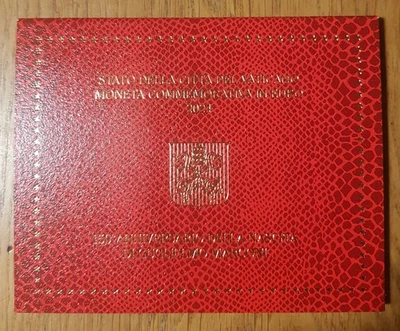 STATO DELLA CITTÀ DEL VATICANO
MONETA COMMEMORATIVA IN EURO
2024
150° ANNIVERSARIO DELLA NASCITA
DI GUGLIELMO MARCONI